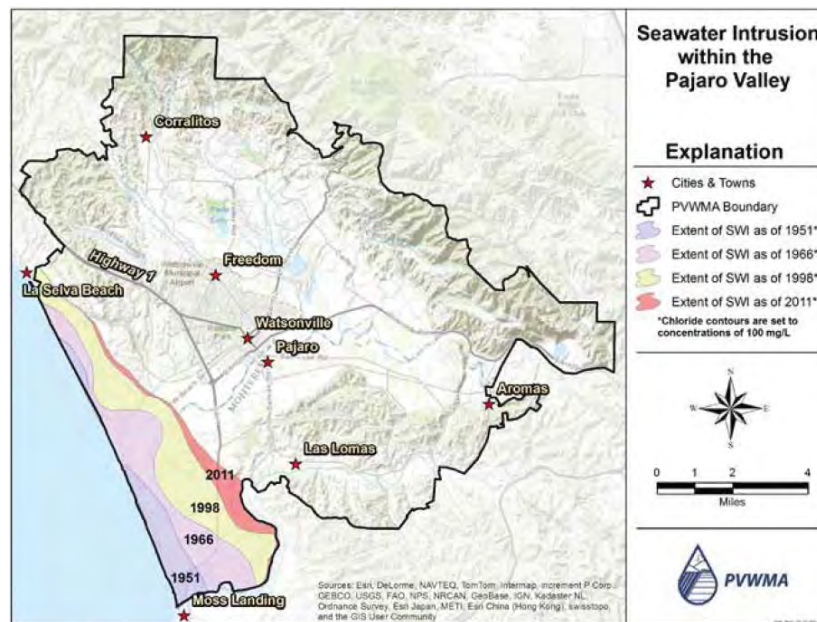 Seawater Intrusion
within the
Pajaro Valley
Explanation
Cities & Towns
PVWMA Boundary
Extent of SWI as of 1951*
Extent of SWI as of 1966*
Extent of SWI as of 1998*
Extent of SWI as of 2011*
*Chloride contours are set to
concentrations of 100 mg/L
N
W
E
S
0 1 2 4
Miles
PVWMA
Corralitos
Highway 1
Freedom
La Selva Beach
Watsonville
Pajaro
Aromas
Las Lomas
2011
1998
1966
1951
Moss Landing
Sources: Esri, DeLorme, NAVTEQ, TomTom, Intermap, increment P Corp.,
GEBCO, USGS, FAO, NPS, NRCAN, GeoBase, IGN, Kadaster NL,
Ordnance Survey, Esri Japan, METI, Esri China (Hong Kong), swisstopo,
and the GIS User Community